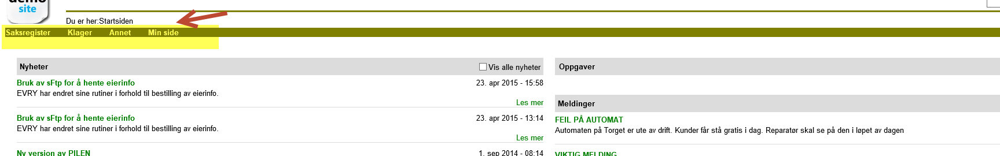 demo
site
Du er her:Startsiden
Saksregister Klager Annet Min side
Nyheter Vis alle nyheter
Bruk av sFtp for å hente eierinfo 23. apr 2015 - 15:58
EVRY har endret sine rutiner i forhold til bestilling av eierinfo.
Les mer
Bruk av sFtp for å hente eierinfo 23. apr 2015 - 13:14
EVRY har endret sine rutiner i forhold til bestilling av eierinfo.
Les mer
Ny version av PILEN 1. sep 2014 - 08:14
Oppgaver
Meldinger
FEIL PÅ AUTOMAT
Automaten på Torget er ute av drift. Kunder får stå gratis i dag. Reparatør skal se på den i løpet av dagen
VIKTIG MELDING